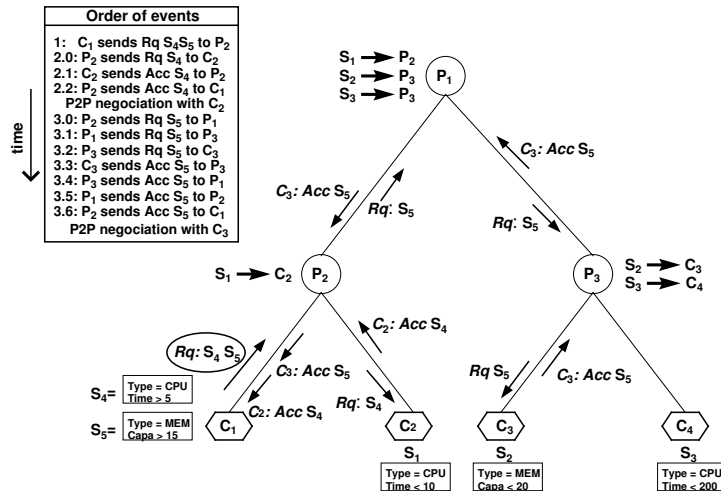 Order of events
1: C1 sends Rq S4S5 to P2
2.0: P2 sends Rq S4 to C2
2.1: C2 sends Acc S4 to P2
2.2: P2 sends Acc S4 to C1
P2P negociation with C2
3.0: P2 sends Rq S5 to P1
3.1: P1 sends Rq S5 to P3
3.2: P3 sends Rq S5 to C3
3.3: C3 sends Acc S5 to P3
3.4: P3 sends Acc S5 to P1
3.5: P1 sends Acc S5 to P2
3.6: P2 sends Acc S5 to C1
P2P negociation with C3
time
S1 → P2
S2 → P3
S3 → P3
P1
C3: Acc S5
Rq: S5
C3: Acc S5
Rq: S5
S1 → C2
P2
P3
S2 → C3
S3 → C4
Rq: S4 S5
C3: Acc S5
C2: Acc S4
C2: Acc S4
Rq: S4
Rq S5
C3: Acc S5
S4=
Type = CPU
Time > 5
S5=
Type = MEM
Capa > 15
C1
C2
C3
C4
S1
S2
S3
Type = CPU
Time < 10
Type = MEM
Capa < 20
Type = CPU
Time < 200